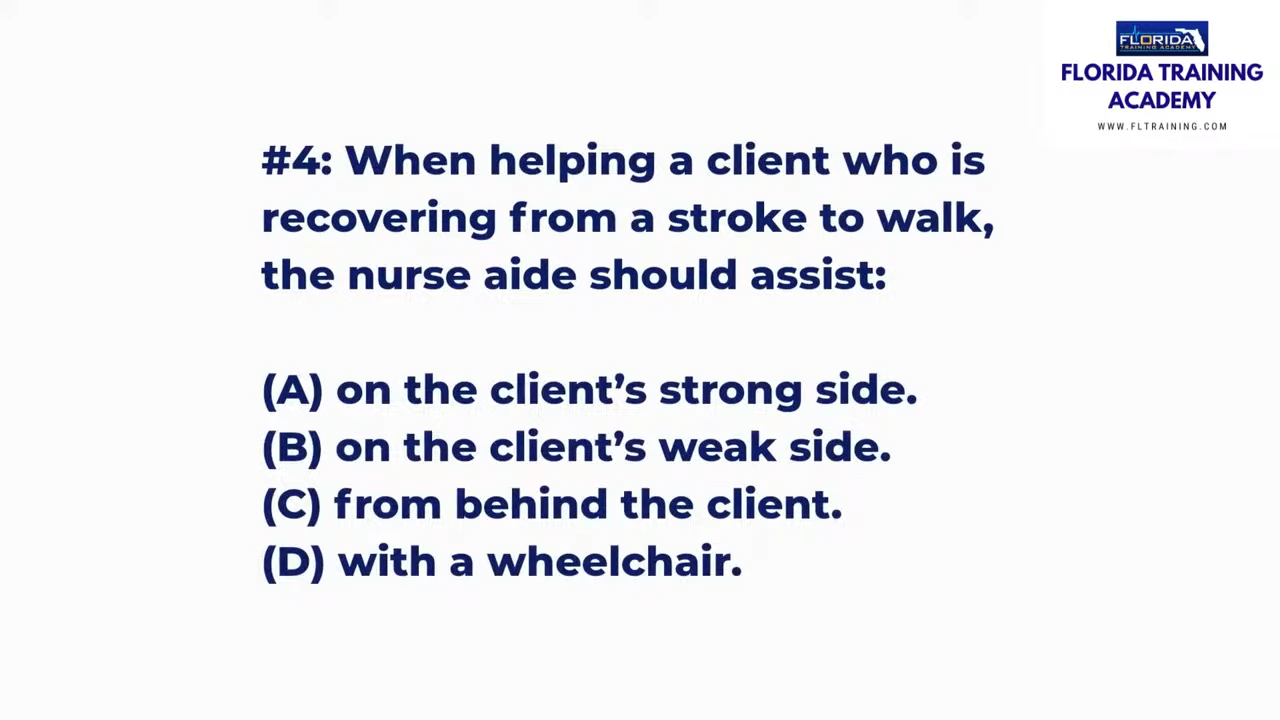 FLORIDA
TRAINING ACADEMY
FLORIDA TRAINING
ACADEMY
WWW.FLTRAINING.COM
#4: When helping a client who is
recovering from a stroke to walk,
the nurse aide should assist:
(A) on the client’s strong side.
(B) on the client’s weak side.
(C) from behind the client.
(D) with a wheelchair.